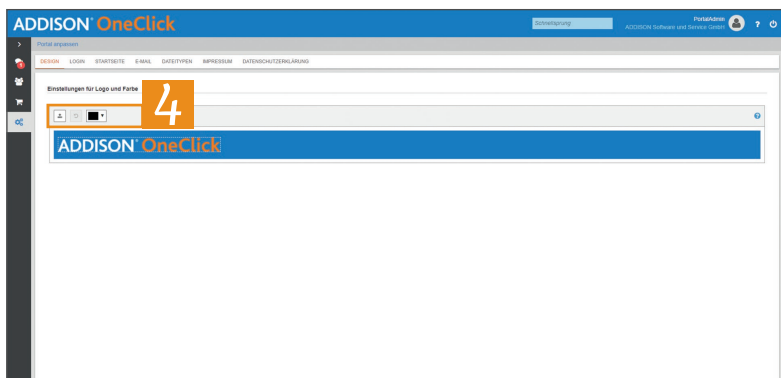 ADDISON® OneClick
Schnellsprung
PortalAdmin
ADDISON Software und Service GmbH
?
Portal anpassen
1
DESIGN LOGIN STARTSEITE E-MAIL DATEITYPEN IMPRESSUM DATENSCHUTZERKLÄRUNG
Einstellungen für Logo und Farbe
4
?
ADDISON® OneClick